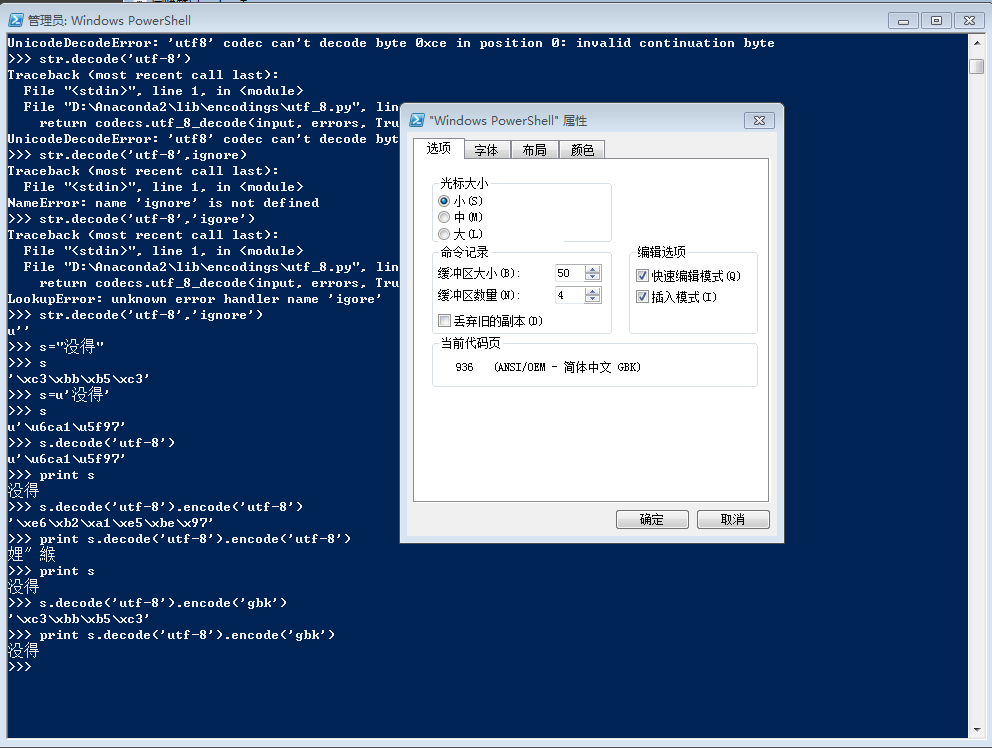 管理员: Windows PowerShell
UnicodeDecodeError: 'utf8' codec can't decode byte 0xce in position 0: invalid continuation byte
>>> str.decode('utf-8')
Traceback (most recent call last):
  File "<stdin>", line 1, in <module>
  File "D:\Anaconda2\lib\encodings\utf_8.py", lin
    return codecs.utf_8_decode(input, errors, Tru
UnicodeDecodeError: 'utf8' codec can't decode byt
>>> str.decode('utf-8',ignore)
Traceback (most recent call last):
  File "<stdin>", line 1, in <module>
NameError: name 'ignore' is not defined
>>> str.decode('utf-8','igore')
Traceback (most recent call last):
  File "<stdin>", line 1, in <module>
  File "D:\Anaconda2\lib\encodings\utf_8.py", lin
    return codecs.utf_8_decode(input, errors, Tru
LookupError: unknown error handler name 'igore'
>>> str.decode('utf-8','ignore')
u''
>>> s="没得"
>>> s
'\xc3\xbb\xb5\xc3'
>>> s=u'没得'
>>> s
u'\u6ca1\u5f97'
>>> s.decode('utf-8')
u'\u6ca1\u5f97'
>>> print s
没得
>>> s.decode('utf-8').encode('utf-8')
'\xe6\xb2\xa1\xe5\xbe\x97'
>>> print s.decode('utf-8').encode('utf-8')
娌″緱
>>> print s
没得
>>> s.decode('utf-8').encode('gbk')
'\xc3\xbb\xb5\xc3'
>>> print s.decode('utf-8').encode('gbk')
没得
>>>
"Windows PowerShell" 属性
选项 字体 布局 颜色
光标大小
小(S)
中(M)
大(L)
命令记录
缓冲区大小(B): 50
缓冲区数量(N): 4
丢弃旧的副本(D)
编辑选项
快速编辑模式(Q)
插入模式(I)
当前代码页
936 (ANSI/OEM - 简体中文 GBK)
确定 取消